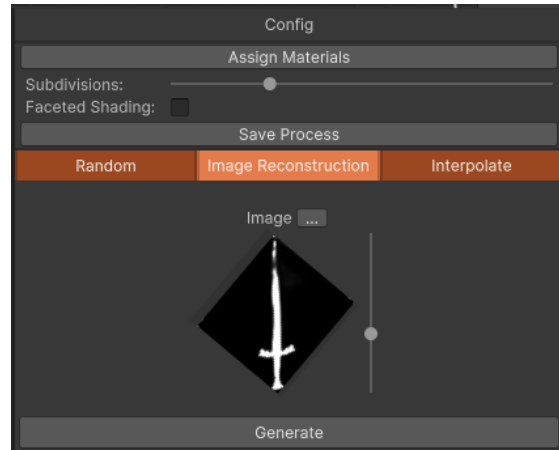 Config
Assign Materials
Subdivisions:
Faceted Shading:
Save Process
Random Image Reconstruction Interpolate
Image ...
Generate